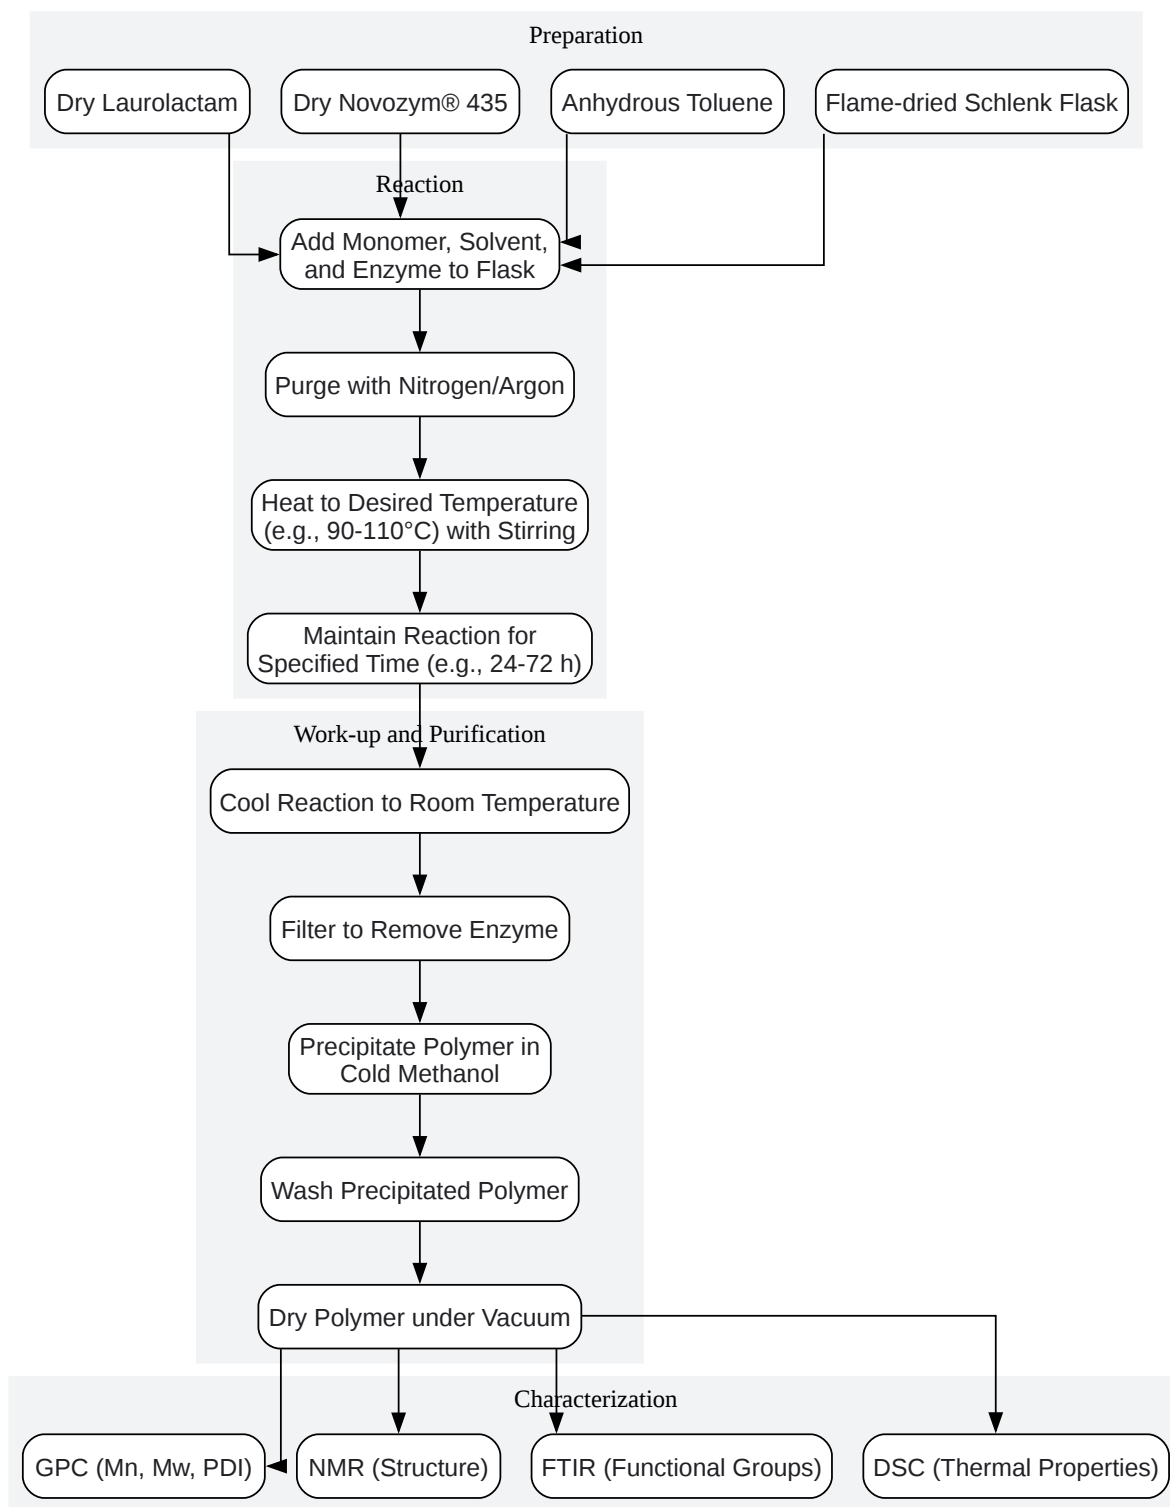 Preparation
Dry Laurolactam
Dry Novozym® 435
Anhydrous Toluene
Flame-dried Schlenk Flask
Reaction
Add Monomer, Solvent,
and Enzyme to Flask
Purge with Nitrogen/Argon
Heat to Desired Temperature
(e.g., 90-110°C) with Stirring
Maintain Reaction for
Specified Time (e.g., 24-72 h)
Work-up and Purification
Cool Reaction to Room Temperature
Filter to Remove Enzyme
Precipitate Polymer in
Cold Methanol
Wash Precipitated Polymer
Dry Polymer under Vacuum
Characterization
GPC (Mn, Mw, PDI)
NMR (Structure)
FTIR (Functional Groups)
DSC (Thermal Properties)